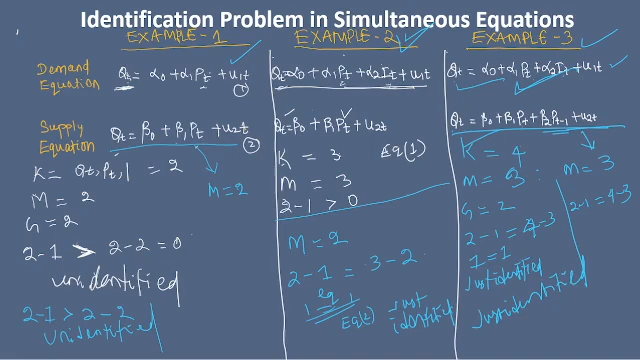 Identification Problem in Simultaneous Equations
EXAMPLE - 1
Demand Equation
Qt = α0 + α1Pt + u1t
①
Supply Equation
Qt = β0 + β1Pt + u2t
②
K = Qt, Pt, 1 = 2
M = 2
M = 2
G = 2
2-1 > 2-2 = 0
unidentified
2-1 > 2-2
unidentified
EXAMPLE - 2
Qt = α0 + α1Pt + α2It + u1t
Qt = β0 + β1Pt + u2t
K = 3 Eq(1)
M = 3
2-1 > 0
M = 2
2-1 = 3-2
1 eq 1
Eq(2) just identified
EXAMPLE - 3
Qt = α0 + α1Pt + α2It + u1t
Qt = β0 + β1Pt + β2Pt-1 + u2t
K = 4
M = 3
G = 2
2-1 = 4-3
1 = 1
Justidentified
M = 3
2-1 = 4-3
Justidentified